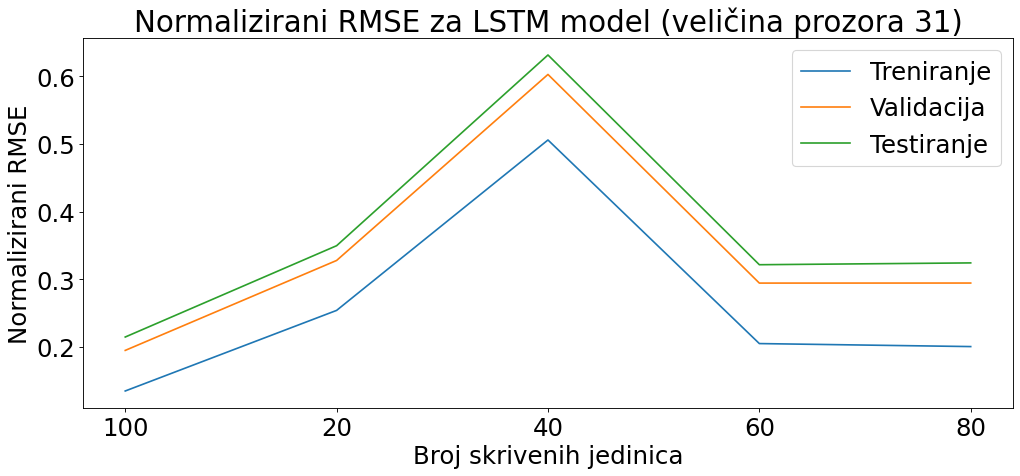 Normalizirani RMSE za LSTM model (veličina prozora 31)
Normalizirani RMSE
0.6
0.5
0.4
0.3
0.2
Treniranje
Validacija
Testiranje
100 20 40 60 80
Broj skrivenih jedinica